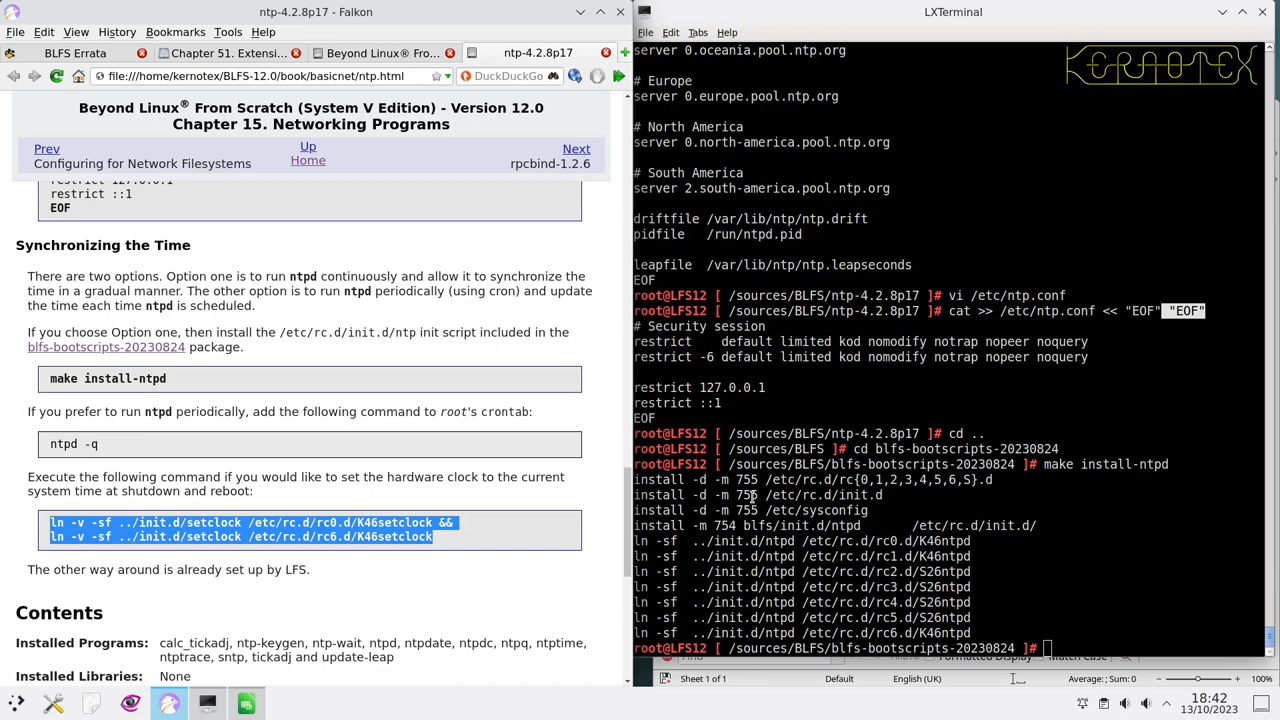 ntp-4.2.8p17 - Falkon
File Edit View History Bookmarks Tools Help
BLFS Errata
Chapter 51. Extensi...
Beyond Linux® Fro...
ntp-4.2.8p17
file:///home/kernotex/BLFS-12.0/book/basicnet/ntp.html
DuckDuckGo
Beyond Linux® From Scratch (System V Edition) - Version 12.0
Chapter 15. Networking Programs
Prev
Up
Next
Configuring for Network Filesystems
Home
rpcbind-1.2.6
restrict 127.0.0.1
restrict ::1
EOF
Synchronizing the Time
There are two options. Option one is to run ntpd continuously and allow it to synchronize the
time in a gradual manner. The other option is to run ntpd periodically (using cron) and update
the time each time ntpd is scheduled.
If you choose Option one, then install the /etc/rc.d/init.d/ntp init script included in the
blfs-bootscripts-20230824 package.
make install-ntpd
If you prefer to run ntpd periodically, add the following command to root's crontab:
ntpd -q
Execute the following command if you would like to set the hardware clock to the current
system time at shutdown and reboot:
ln -v -sf ../init.d/setclock /etc/rc.d/rc0.d/K46setclock &&
ln -v -sf ../init.d/setclock /etc/rc.d/rc6.d/K46setclock
The other way around is already set up by LFS.
Contents
Installed Programs: calc_tickadj, ntp-keygen, ntp-wait, ntpd, ntpdate, ntpdc, ntpq, ntptime,
ntptrace, sntp, tickadj and update-leap
Installed Libraries: None
LXTerminal
File Edit Tabs Help
KERNOTEX
server 0.oceania.pool.ntp.org
# Europe
server 0.europe.pool.ntp.org
# North America
server 0.north-america.pool.ntp.org
# South America
server 2.south-america.pool.ntp.org
driftfile /var/lib/ntp/ntp.drift
pidfile /run/ntpd.pid
leapfile /var/lib/ntp/ntp.leapseconds
EOF
root@LFS12 [ /sources/BLFS/ntp-4.2.8p17 ]# vi /etc/ntp.conf
root@LFS12 [ /sources/BLFS/ntp-4.2.8p17 ]# cat >> /etc/ntp.conf << "EOF" "EOF"
# Security session
restrict default limited kod nomodify notrap nopeer noquery
restrict -6 default limited kod nomodify notrap nopeer noquery
restrict 127.0.0.1
restrict ::1
EOF
root@LFS12 [ /sources/BLFS/ntp-4.2.8p17 ]# cd ..
root@LFS12 [ /sources/BLFS ]# cd blfs-bootscripts-20230824
root@LFS12 [ /sources/BLFS/blfs-bootscripts-20230824 ]# make install-ntpd
install -d -m 755 /etc/rc.d/rc{0,1,2,3,4,5,6,S}.d
install -d -m 755 /etc/rc.d/init.d
install -d -m 755 /etc/sysconfig
install -m 754 blfs/init.d/ntpd /etc/rc.d/init.d/
ln -sf ../init.d/ntpd /etc/rc.d/rc0.d/K46ntpd
ln -sf ../init.d/ntpd /etc/rc.d/rc1.d/K46ntpd
ln -sf ../init.d/ntpd /etc/rc.d/rc2.d/S26ntpd
ln -sf ../init.d/ntpd /etc/rc.d/rc3.d/S26ntpd
ln -sf ../init.d/ntpd /etc/rc.d/rc4.d/S26ntpd
ln -sf ../init.d/ntpd /etc/rc.d/rc5.d/S26ntpd
ln -sf ../init.d/ntpd /etc/rc.d/rc6.d/K46ntpd
root@LFS12 [ /sources/BLFS/blfs-bootscripts-20230824 ]#
Sheet 1 of 1 Default English (UK) Average: ; Sum: 0 100%
18:42
13/10/2023